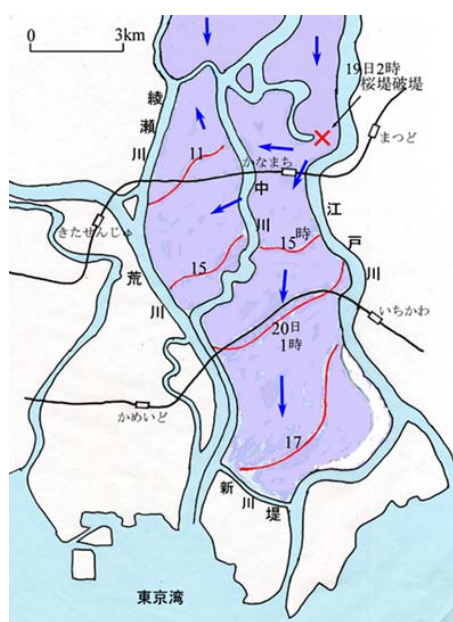 0
3km
19日2時
桜堤破堤
まつど
綾瀬川
11
かなまち
中川
江戸川
きたせんじゅ
15
15時
荒川
20日
1時
いちかわ
かめいど
17
新川堤
東京湾